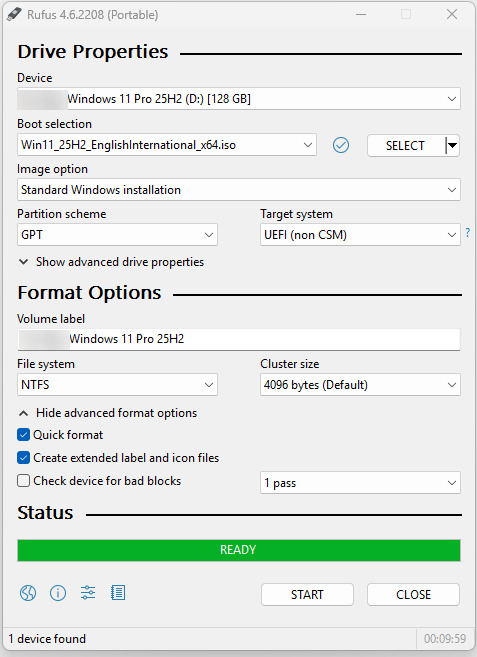 Rufus 4.6.2208 (Portable)
Drive Properties
Device
Windows 11 Pro 25H2 (D:) [128 GB]
Boot selection
Win11_25H2_EnglishInternational_x64.iso
SELECT
Image option
Standard Windows installation
Partition scheme
Target system
GPT
UEFI (non CSM)
?
Show advanced drive properties
Format Options
Volume label
Windows 11 Pro 25H2
File system
Cluster size
NTFS
4096 bytes (Default)
Hide advanced format options
Quick format
Create extended label and icon files
Check device for bad blocks
1 pass
Status
READY
START
CLOSE
1 device found
00:09:59